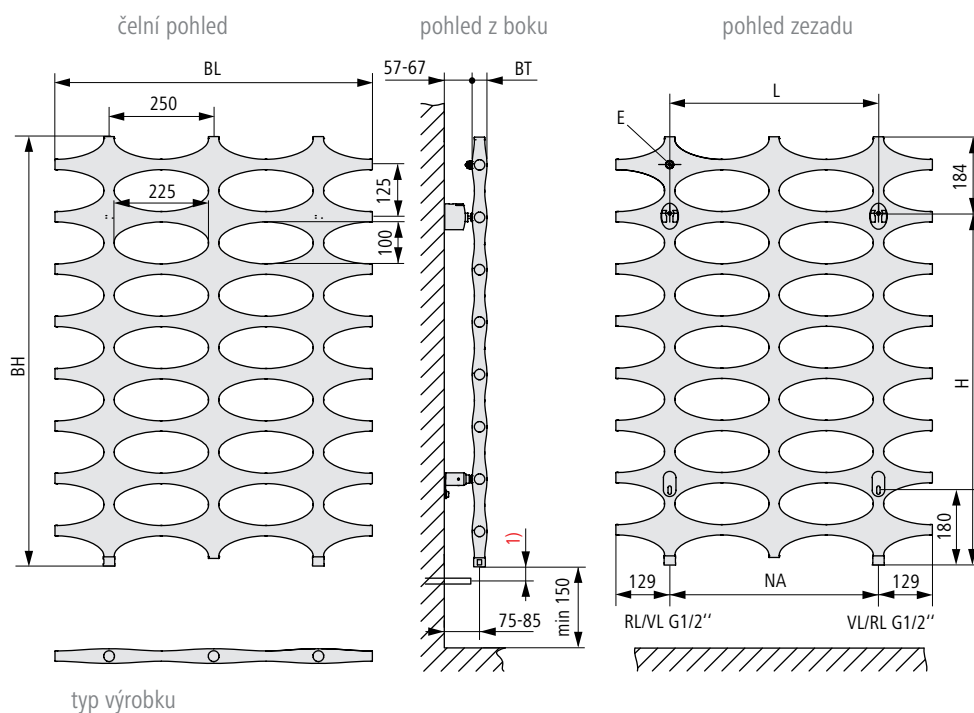 čelní pohled
pohled z boku
pohled zezadu
BL
57-67
BT
L
250
E
125
184
225
100
BH
H
180
1)
min 150
75-85
129
NA
129
RL/VL G1/2‘‘
VL/RL G1/2‘‘
typ výrobku